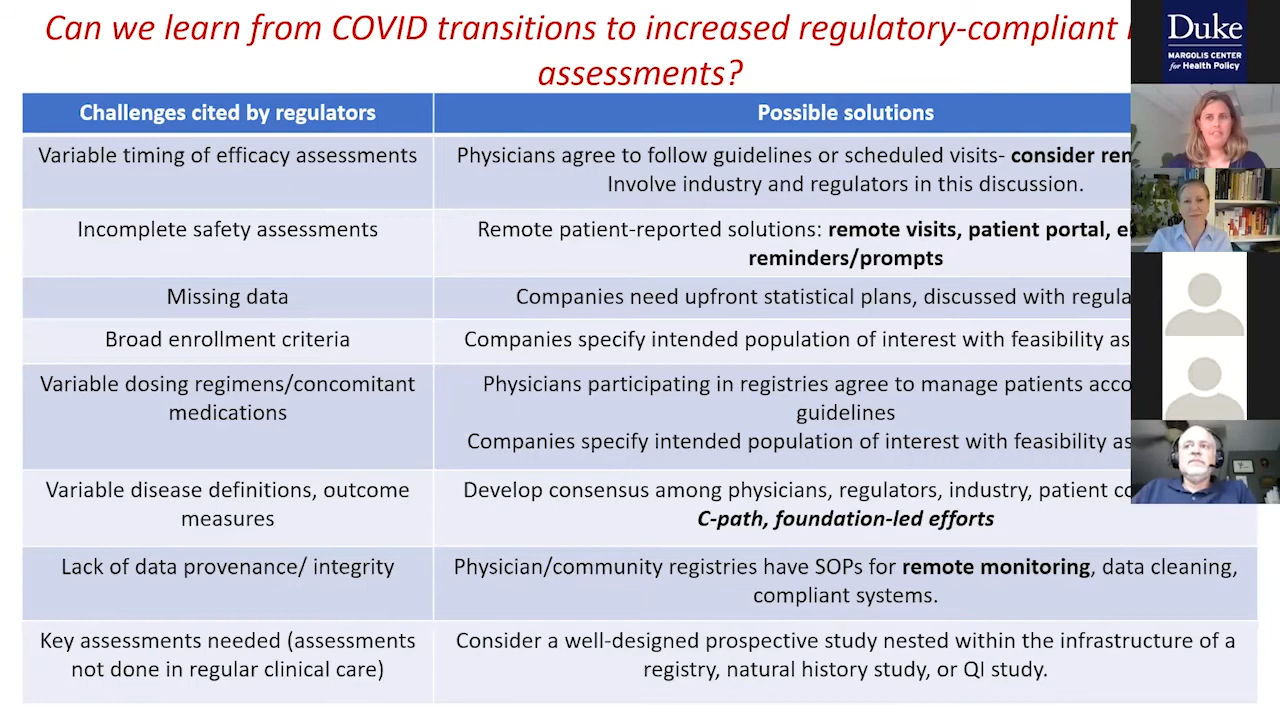 Can we learn from COVID transitions to increased regulatory-compliant
assessments?
Duke
MARGOLIS CENTER
for Health Policy
Challenges cited by regulators
Possible solutions
Variable timing of efficacy assessments
Physicians agree to follow guidelines or scheduled visits- consider
Involve industry and regulators in this discussion.
Incomplete safety assessments
Remote patient-reported solutions: remote visits, patient portal,
reminders/prompts
Missing data
Companies need upfront statistical plans, discussed with
Broad enrollment criteria
Companies specify intended population of interest with feasibility
Variable dosing regimens/concomitant
medications
Physicians participating in registries agree to manage patients
guidelines
Companies specify intended population of interest with feasibility
Variable disease definitions, outcome
measures
Develop consensus among physicians, regulators, industry, patient
C-path, foundation-led efforts
Lack of data provenance/ integrity
Physician/community registries have SOPs for remote monitoring, data cleaning,
compliant systems.
Key assessments needed (assessments
not done in regular clinical care)
Consider a well-designed prospective study nested within the infrastructure of a
registry, natural history study, or QI study.